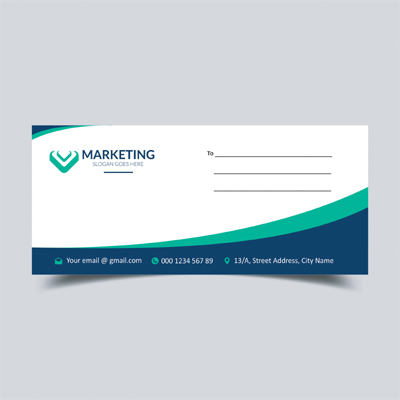 MARKETING
SLOGAN GOES HERE
To
Your email @ gmail.com 000 1234 567 89 13/A, Street Address, City Name